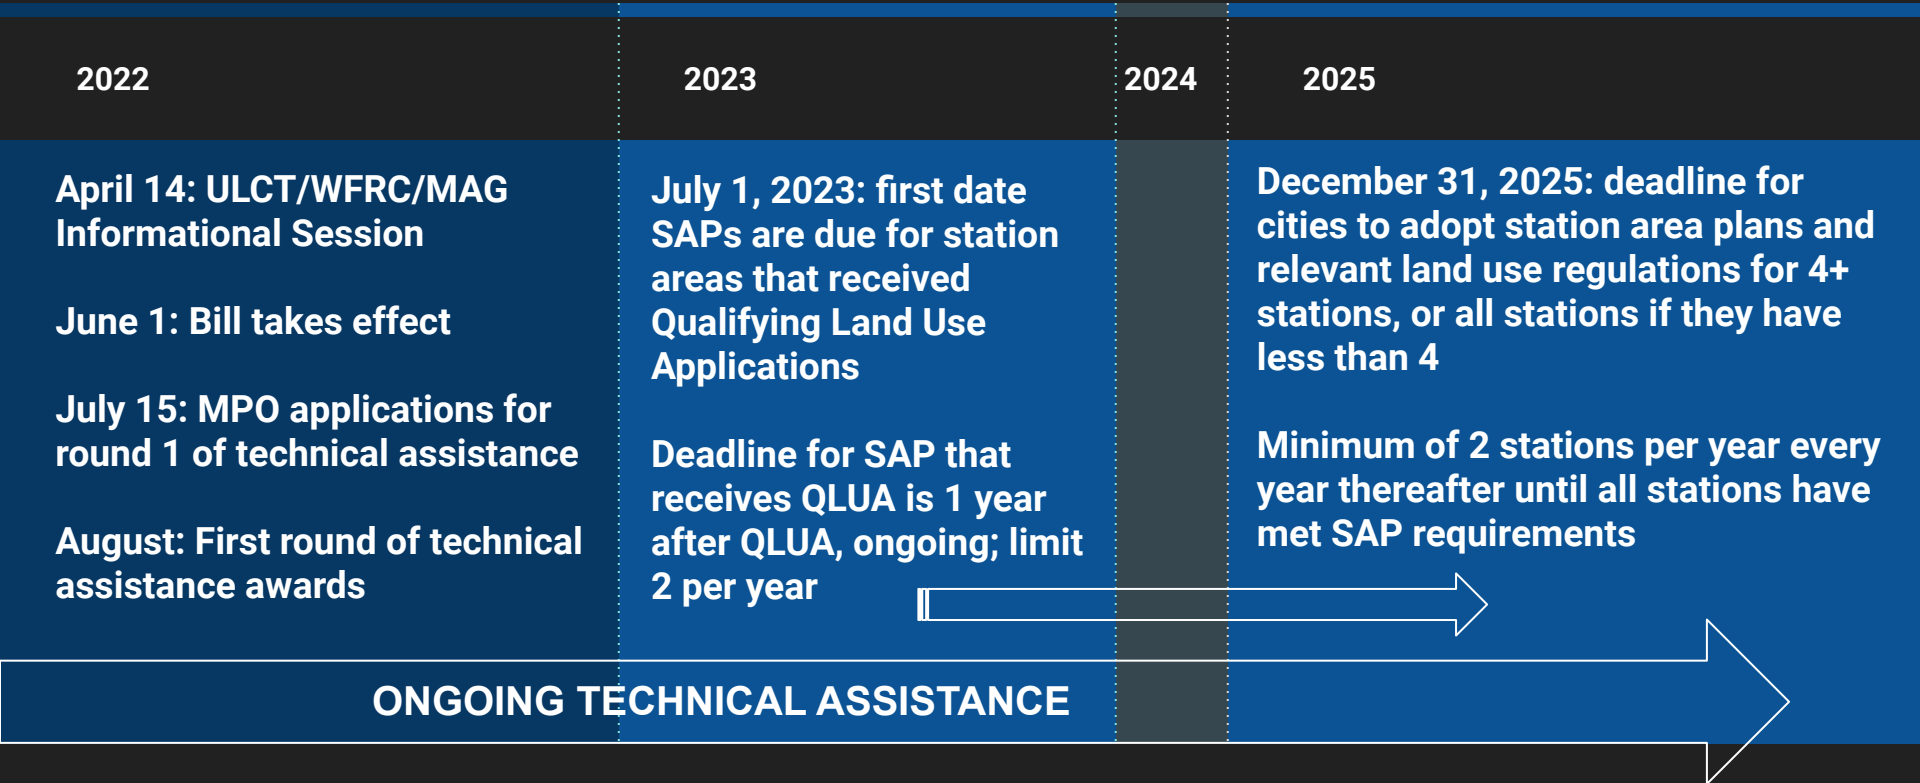 2022
2023
2024
2025
April 14: ULCT/WFRC/MAG
Informational Session
June 1: Bill takes effect
July 15: MPO applications for
round 1 of technical assistance
August: First round of technical
assistance awards
July 1, 2023: first date
SAPs are due for station
areas that received
Qualifying Land Use
Applications
Deadline for SAP that
receives QLUA is 1 year
after QLUA, ongoing; limit
2 per year
December 31, 2025: deadline for
cities to adopt station area plans and
relevant land use regulations for 4+
stations, or all stations if they have
less than 4
Minimum of 2 stations per year every
year thereafter until all stations have
met SAP requirements
ONGOING TECHNICAL ASSISTANCE